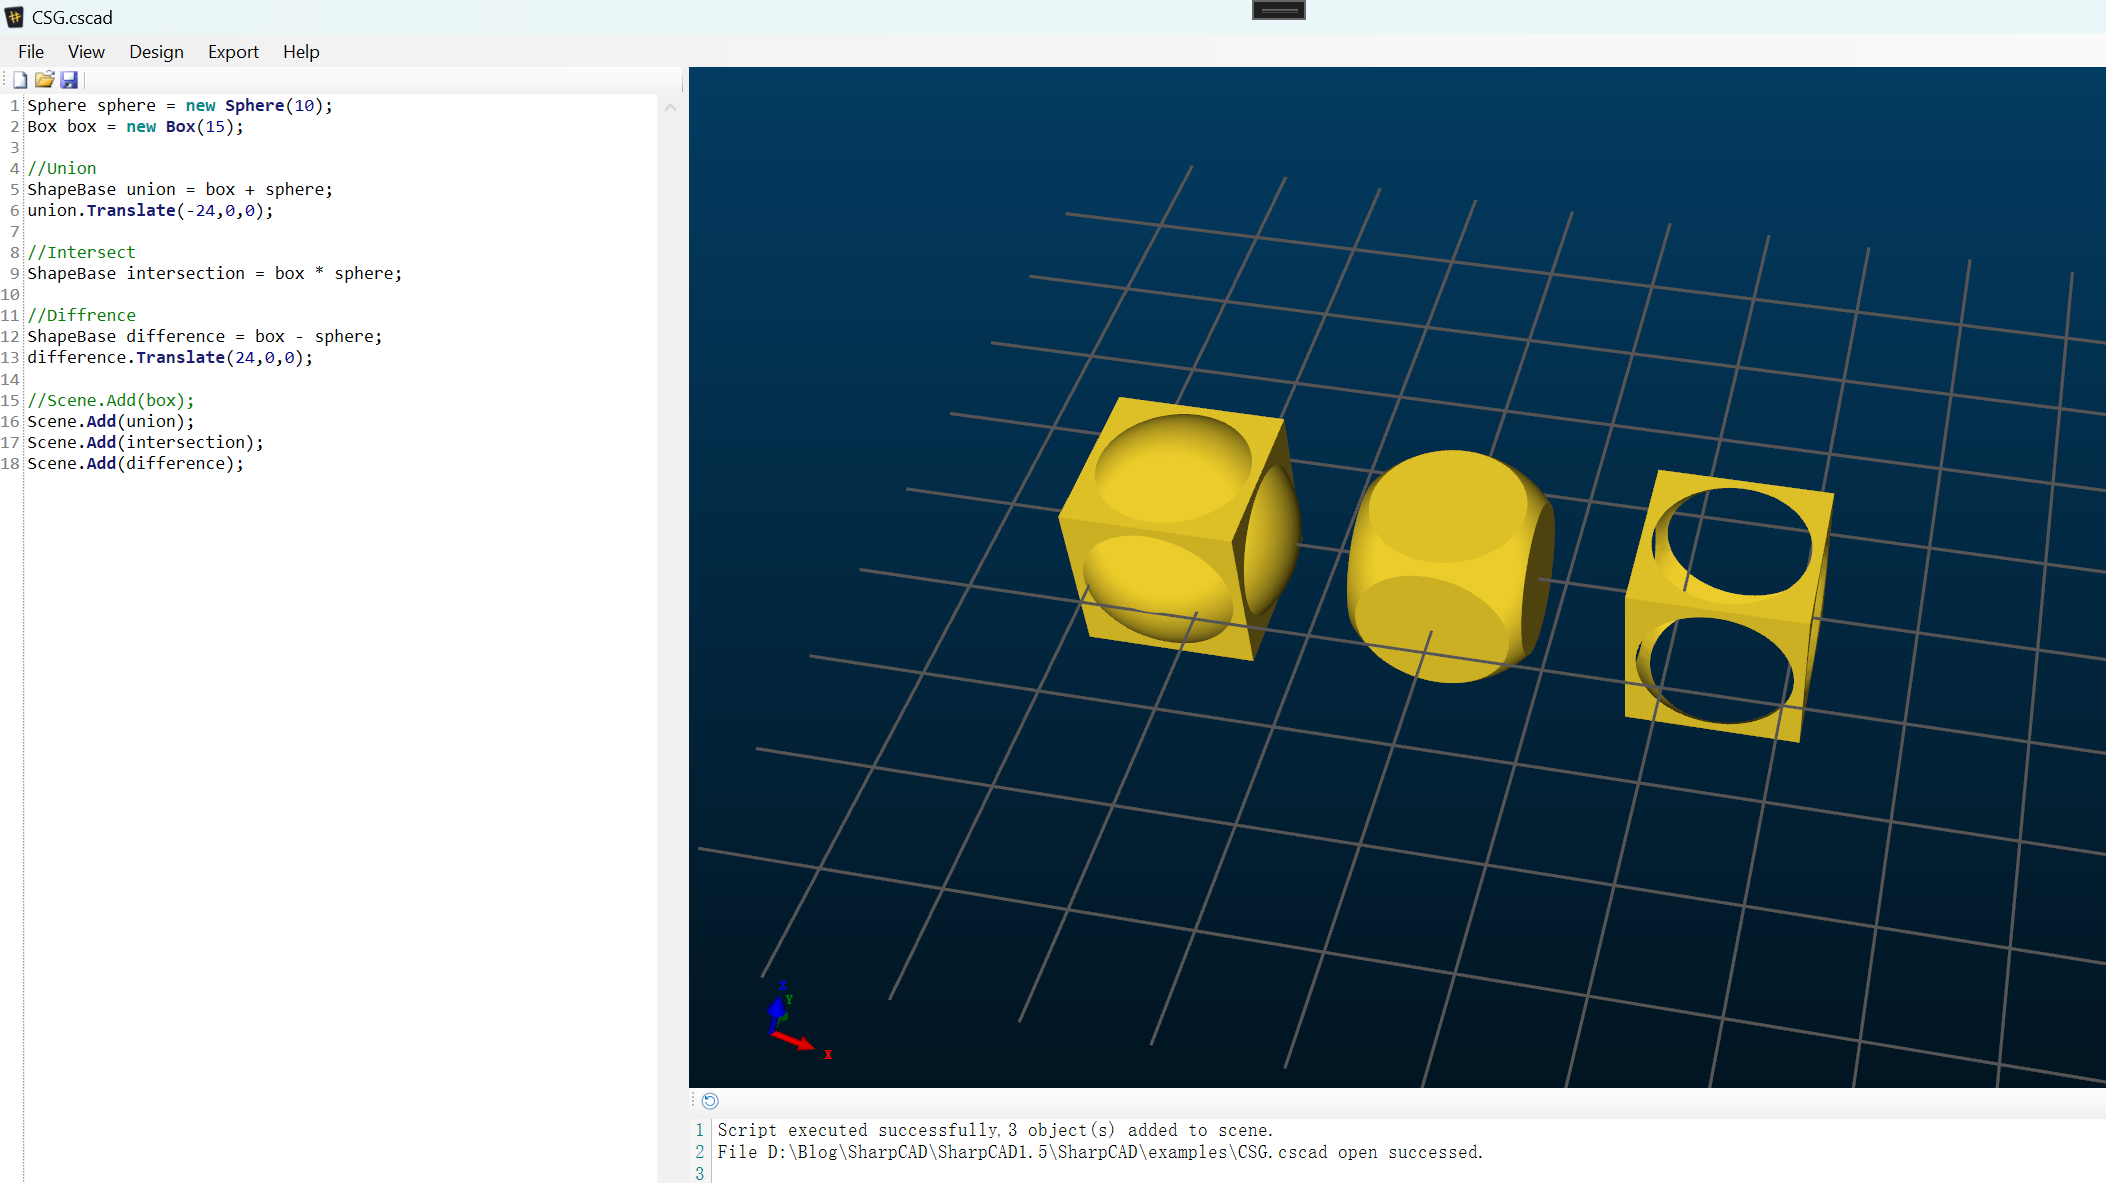 CSG.cscad
File View Design Export Help
1 Sphere sphere = new Sphere(10);
2 Box box = new Box(15);
3
4 //Union
5 ShapeBase union = box + sphere;
6 union.Translate(-24,0,0);
7
8 //Intersect
9 ShapeBase intersection = box * sphere;
10
11 //Diffrence
12 ShapeBase difference = box - sphere;
13 difference.Translate(24,0,0);
14
15 //Scene.Add(box);
16 Scene.Add(union);
17 Scene.Add(intersection);
18 Scene.Add(difference);
Y
X
1 Script executed successfully,3 object(s) added to scene.
2 File D:\Blog\SharpCAD\SharpCAD1.5\SharpCAD\examples\CSG.cscad open successed.
3